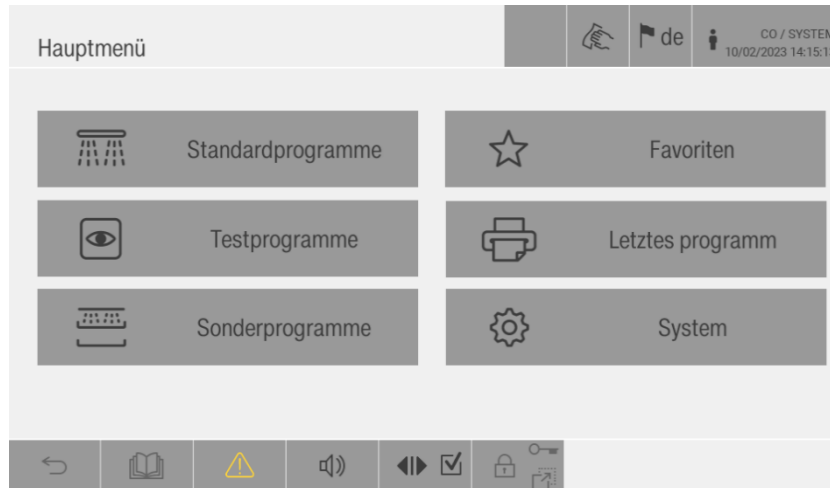 Hauptmenü
de
CO / SYSTEM
10/02/2023 14:15:1
Standardprogramme
Favoriten
Testprogramme
Letztes programm
Sonderprogramme
System